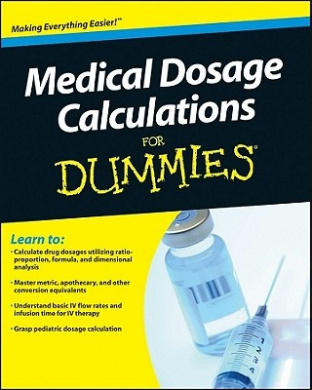 Making Everything Easier!™
Medical Dosage
Calculations
FOR
DUMMIES®
Learn to:
• Calculate drug dosages utilizing ratio-
proportion, formula, and dimensional
analysis
• Master metric, apothecary, and other
conversion equivalents
• Understand basic IV flow rates and
infusion time for IV therapy
• Grasp pediatric dosage calculation